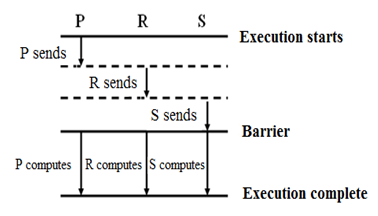 P R S
Execution starts
P sends
R sends
S sends
Barrier
P computes R computes S computes
Execution complete